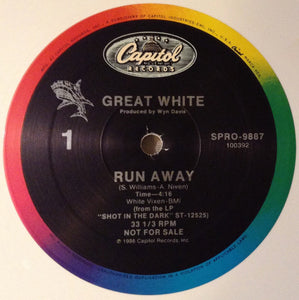 Capitol
RECORDS
GREAT WHITE
Produced by Wyn Davis
1
SPRO-9887
100392
RUN AWAY
(S. Williams-A. Niven)
Time—4:16
White Vixen-BMI
(from the LP
"SHOT IN THE DARK" ST-12525)
33 1/3 RPM
NOT FOR SALE
℗ 1986 Capitol Records, Inc.